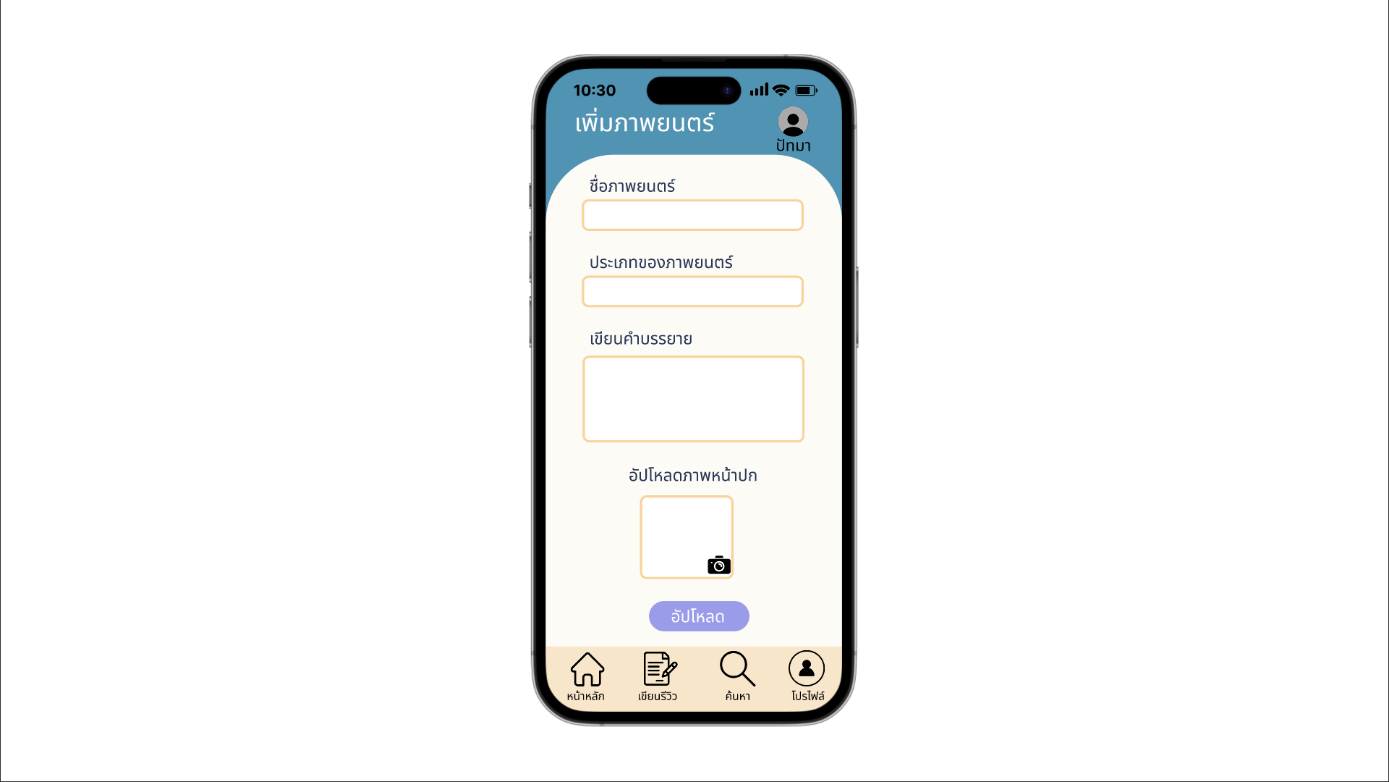 10:30
เพิ่มภาพยนตร์
ปัทมา
ชื่อภาพยนตร์
ประเภทของภาพยนตร์
เขียนคำบรรยาย
อัปโหลดภาพหน้าปก
อัปโหลด
หน้าหลัก เขียนรีวิว ค้นหา โปรไฟล์